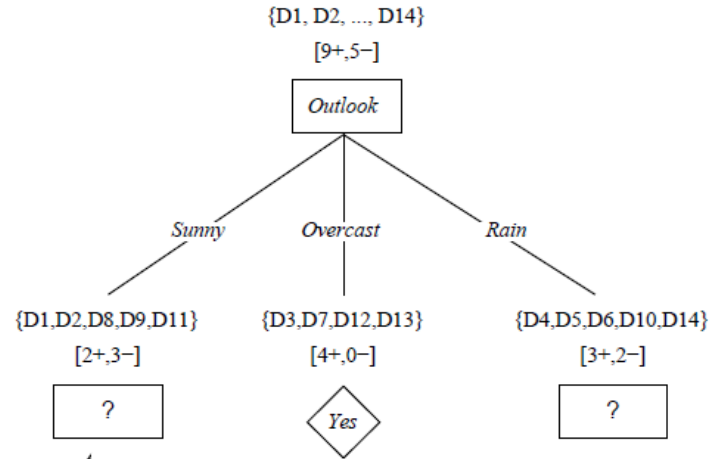 {D1, D2, ..., D14}
[9+,5−]
Outlook
Sunny Overcast Rain
{D1,D2,D8,D9,D11} {D3,D7,D12,D13} {D4,D5,D6,D10,D14}
[2+,3−] [4+,0−] [3+,2−]
? Yes ?